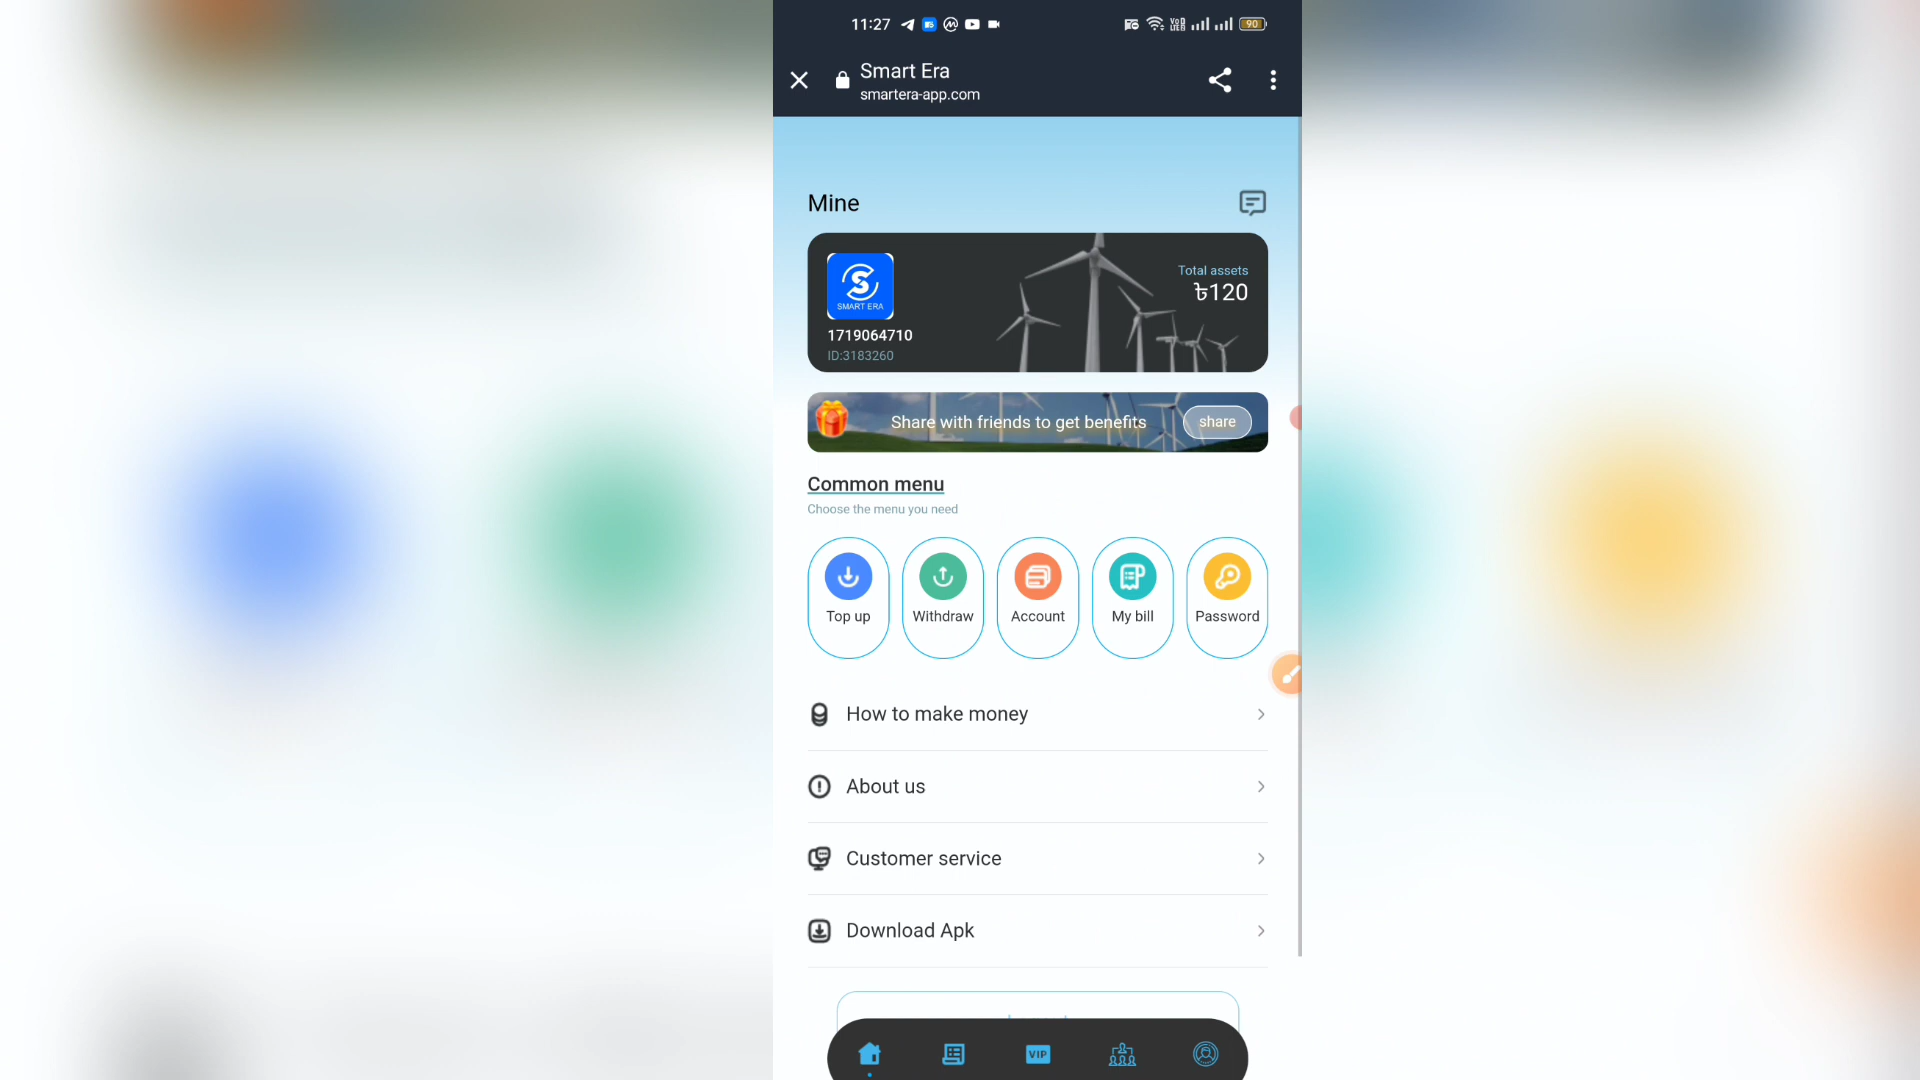 11:27
90
Smart Era
smartera-app.com
Mine
SMART ERA
Total assets
৳120
1719064710
ID:3183260
Share with friends to get benefits
share
Common menu
Choose the menu you need
Top up
Withdraw
Account
My bill
Password
How to make money
About us
Customer service
Download Apk
VIP